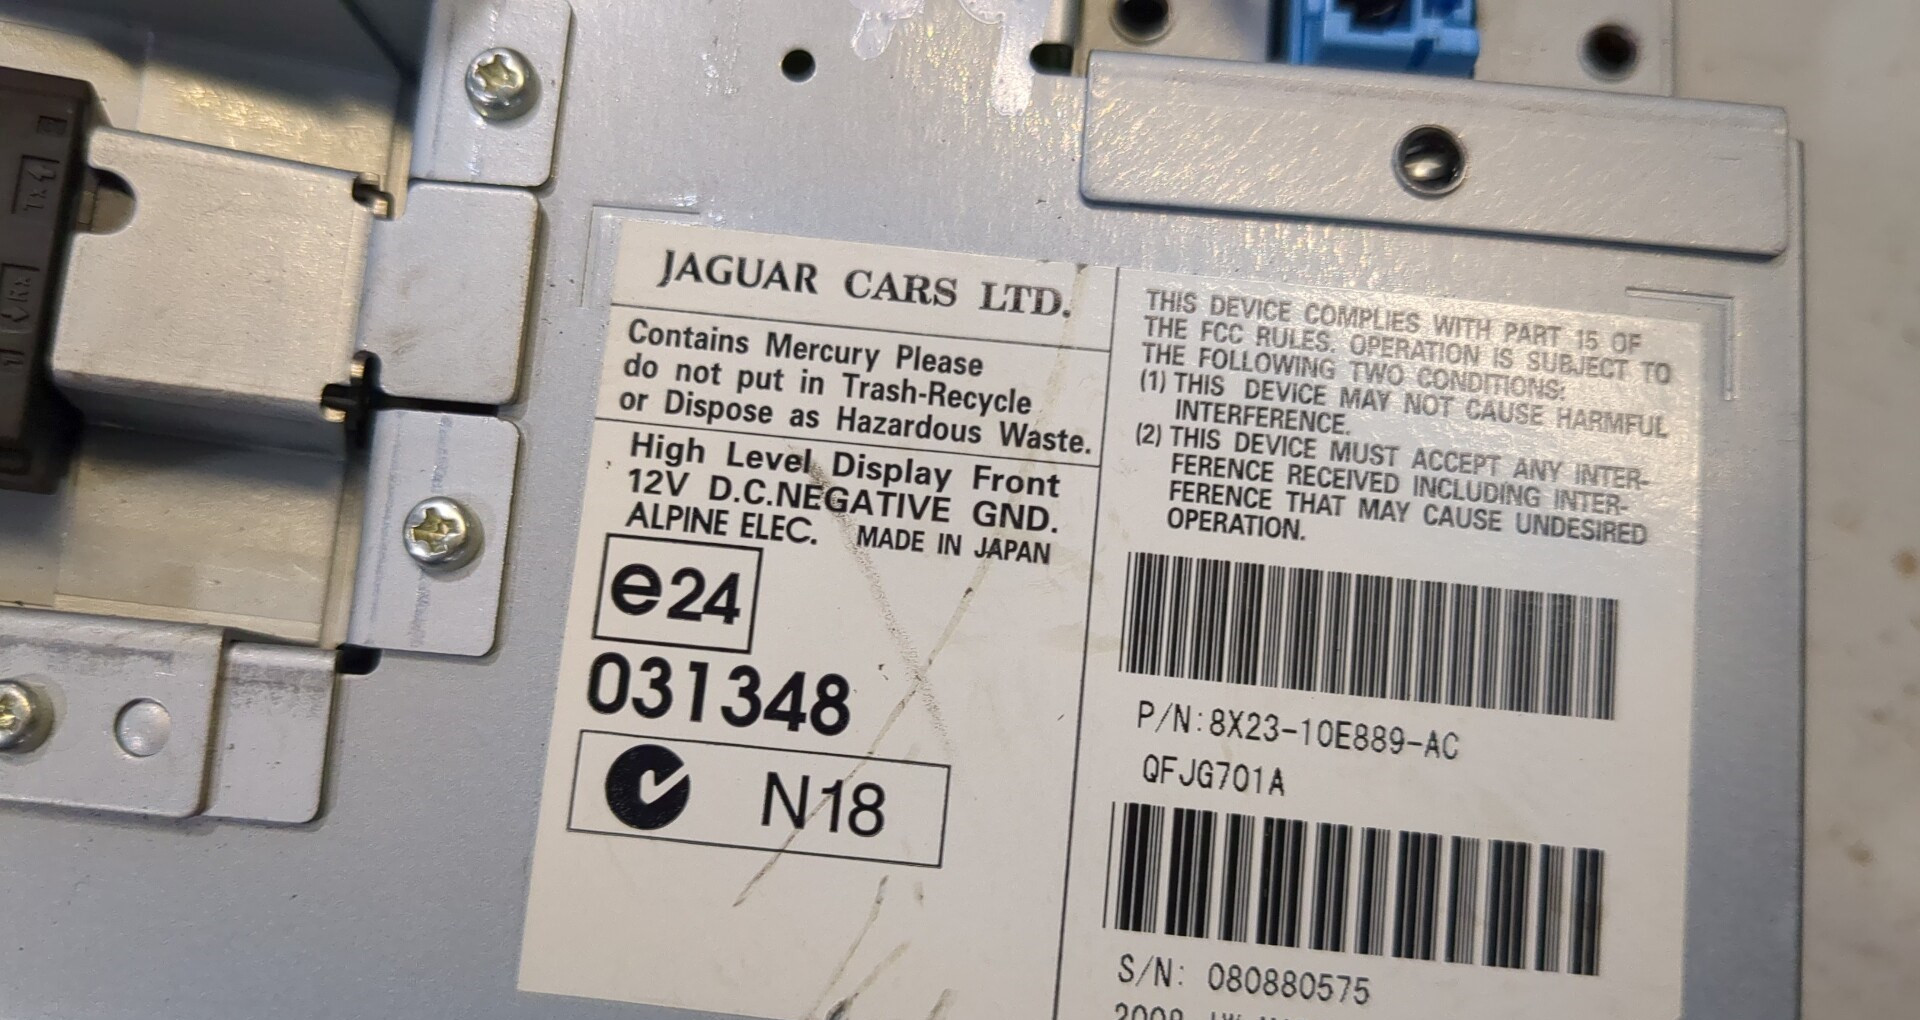 JAGUAR CARS LTD.
Contains Mercury Please
do not put in Trash-Recycle
or Dispose as Hazardous Waste.
High Level Display Front
12V D.C.NEGATIVE GND.
ALPINE ELEC. MADE IN JAPAN
e24
031348
N18
THIS DEVICE COMPLIES WITH PART 15 OF
THE FCC RULES. OPERATION IS SUBJECT TO
THE FOLLOWING TWO CONDITIONS:
(1) THIS DEVICE MAY NOT CAUSE HARMFUL
INTERFERENCE.
(2) THIS DEVICE MUST ACCEPT ANY INTER-
FERENCE RECEIVED INCLUDING INTER-
FERENCE THAT MAY CAUSE UNDESIRED
OPERATION.
P/N:8X23-10E889-AC
QFJG701A
S/N: 080880575